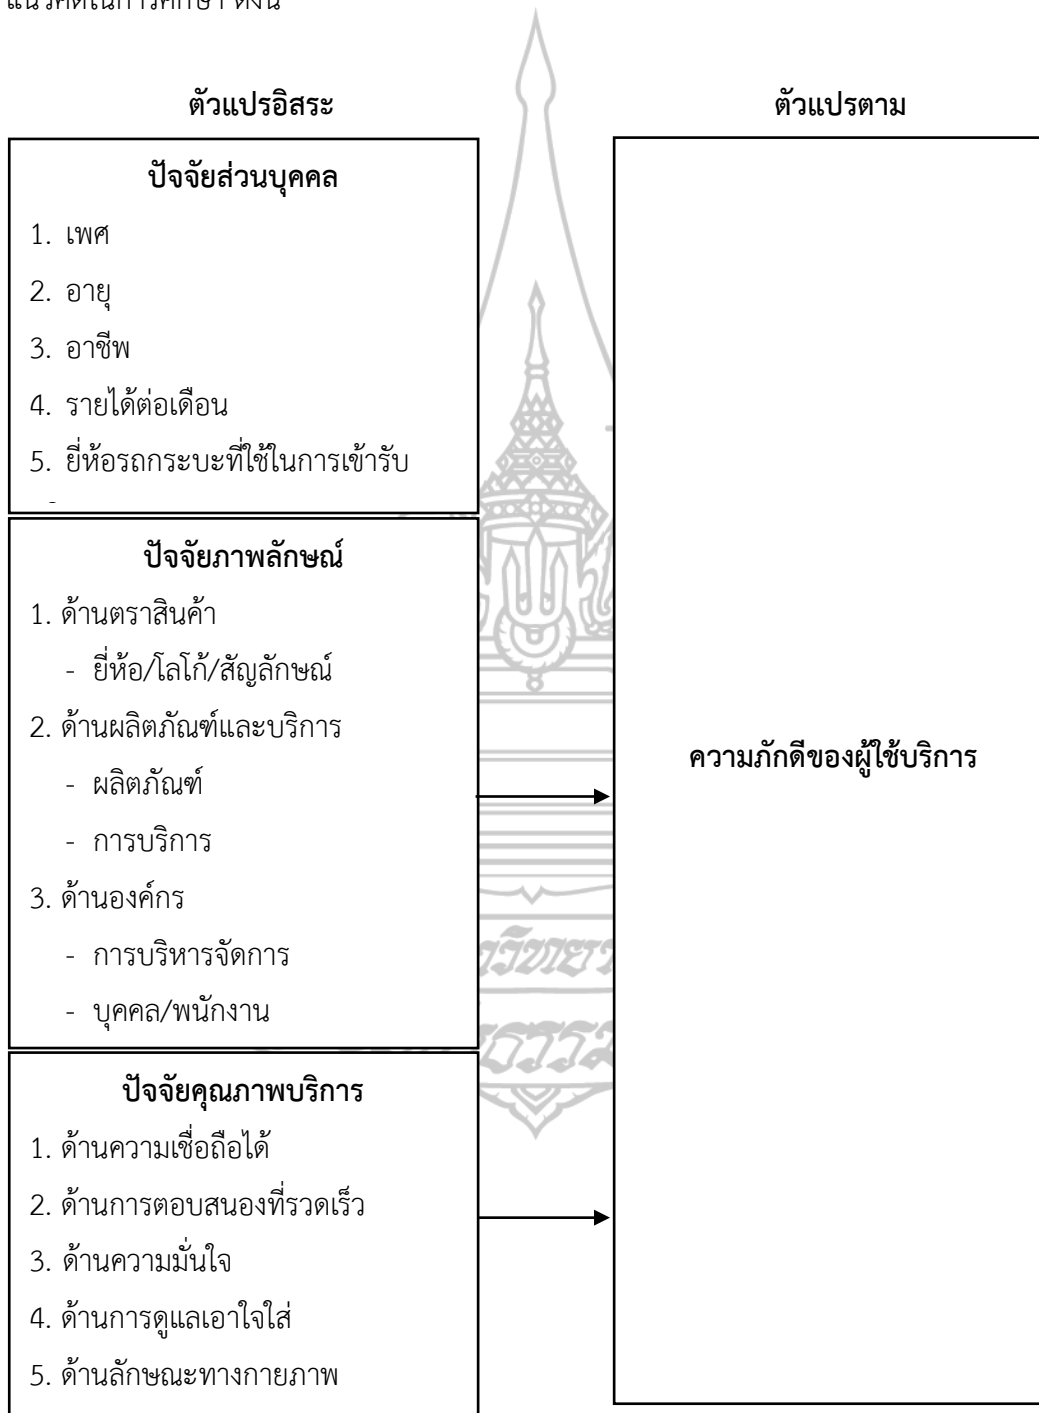 แนวคิดในการศึกษา ดังนี้
ตัวแปรอิสระ
ตัวแปรตาม
ปัจจัยส่วนบุคคล
1. เพศ
2. อายุ
3. อาชีพ
4. รายได้ต่อเดือน
5. ยี่ห้อรถกระบะที่ใช้ในการเข้ารับ
ปัจจัยภาพลักษณ์
1. ด้านตราสินค้า
- ยี่ห้อ/โลโก้/สัญลักษณ์
2. ด้านผลิตภัณฑ์และบริการ
- ผลิตภัณฑ์
- การบริการ
3. ด้านองค์กร
- การบริหารจัดการ
- บุคคล/พนักงาน
ความภักดีของผู้ใช้บริการ
ปัจจัยคุณภาพบริการ
1. ด้านความเชื่อถือได้
2. ด้านการตอบสนองที่รวดเร็ว
3. ด้านความมั่นใจ
4. ด้านการดูแลเอาใจใส่
5. ด้านลักษณะทางกายภาพ